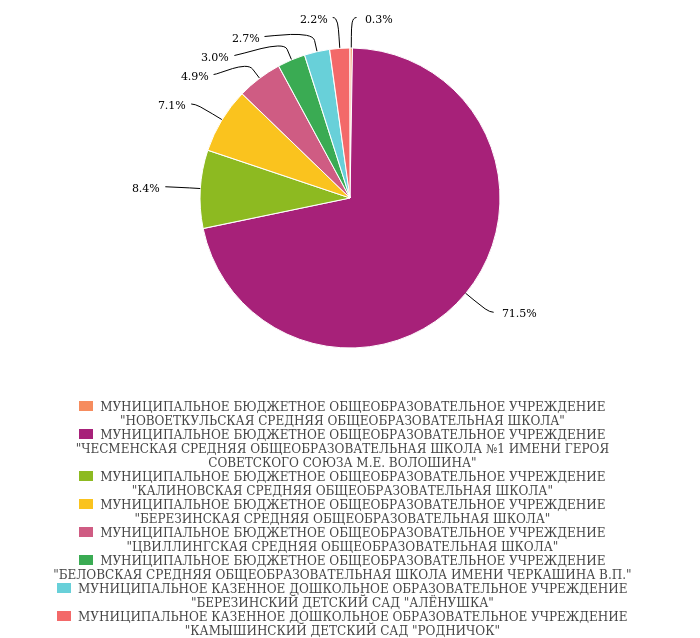 2.2%
0.3%
2.7%
3.0%
4.9%
7.1%
8.4%
71.5%
МУНИЦИПАЛЬНОЕ БЮДЖЕТНОЕ ОБЩЕОБРАЗОВАТЕЛЬНОЕ УЧРЕЖДЕНИЕ
"НОВОЕТКУЛЬСКАЯ СРЕДНЯЯ ОБЩЕОБРАЗОВАТЕЛЬНАЯ ШКОЛА"
МУНИЦИПАЛЬНОЕ БЮДЖЕТНОЕ ОБЩЕОБРАЗОВАТЕЛЬНОЕ УЧРЕЖДЕНИЕ
"ЧЕСМЕНСКАЯ СРЕДНЯЯ ОБЩЕОБРАЗОВАТЕЛЬНАЯ ШКОЛА №1 ИМЕНИ ГЕРОЯ
СОВЕТСКОГО СОЮЗА М.Е. ВОЛОШИНА"
МУНИЦИПАЛЬНОЕ БЮДЖЕТНОЕ ОБЩЕОБРАЗОВАТЕЛЬНОЕ УЧРЕЖДЕНИЕ
"КАЛИНОВСКАЯ СРЕДНЯЯ ОБЩЕОБРАЗОВАТЕЛЬНАЯ ШКОЛА"
МУНИЦИПАЛЬНОЕ БЮДЖЕТНОЕ ОБЩЕОБРАЗОВАТЕЛЬНОЕ УЧРЕЖДЕНИЕ
"БЕРЕЗИНСКАЯ СРЕДНЯЯ ОБЩЕОБРАЗОВАТЕЛЬНАЯ ШКОЛА"
МУНИЦИПАЛЬНОЕ БЮДЖЕТНОЕ ОБЩЕОБРАЗОВАТЕЛЬНОЕ УЧРЕЖДЕНИЕ
"ЦВИЛЛИНГСКАЯ СРЕДНЯЯ ОБЩЕОБРАЗОВАТЕЛЬНАЯ ШКОЛА"
МУНИЦИПАЛЬНОЕ БЮДЖЕТНОЕ ОБЩЕОБРАЗОВАТЕЛЬНОЕ УЧРЕЖДЕНИЕ
"БЕЛОВСКАЯ СРЕДНЯЯ ОБЩЕОБРАЗОВАТЕЛЬНАЯ ШКОЛА ИМЕНИ ЧЕРКАШИНА В.П."
МУНИЦИПАЛЬНОЕ КАЗЕННОЕ ДОШКОЛЬНОЕ ОБРАЗОВАТЕЛЬНОЕ УЧРЕЖДЕНИЕ
"БЕРЕЗИНСКИЙ ДЕТСКИЙ САД "АЛЁНУШКА"
МУНИЦИПАЛЬНОЕ КАЗЕННОЕ ДОШКОЛЬНОЕ ОБРАЗОВАТЕЛЬНОЕ УЧРЕЖДЕНИЕ
"КАМЫШИНСКИЙ ДЕТСКИЙ САД "РОДНИЧОК"